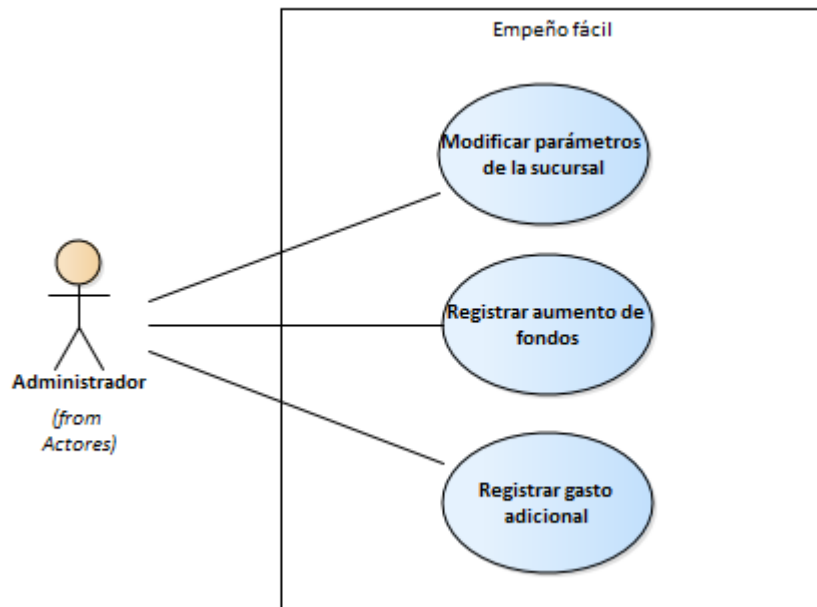 Empeño fácil
Modificar parámetros
de la sucursal
Registrar aumento de
fondos
Administrador
(from
Actores)
Registrar gasto
adicional